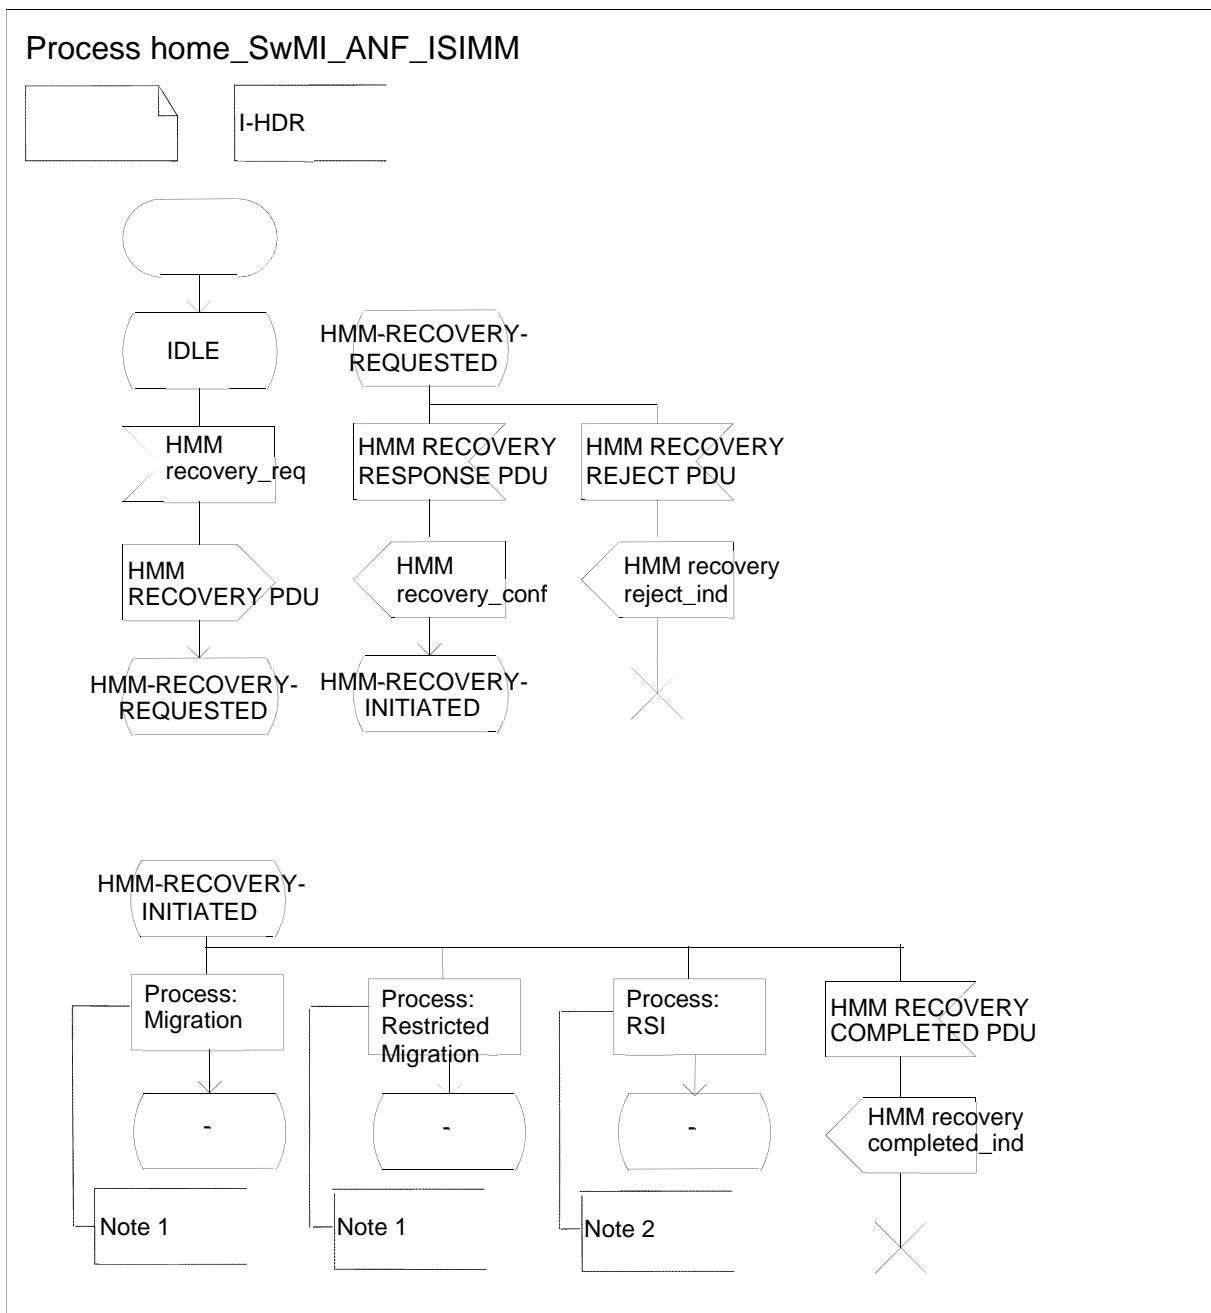 Process home_SwMI_ANF_ISIMM
I-HDR
IDLE
HMM
recovery_req
HMM
RECOVERY PDU
HMM-RECOVERY-
REQUESTED
HMM-RECOVERY-
REQUESTED
HMM RECOVERY
RESPONSE PDU
HMM
recovery_conf
HMM-RECOVERY-
INITIATED
HMM RECOVERY
REJECT PDU
HMM recovery
reject_ind
HMM-RECOVERY-
INITIATED
Process:
Migration
-
Note 1
Process:
Restricted
Migration
-
Note 1
Process:
RSI
-
Note 2
HMM RECOVERY
COMPLETED PDU
HMM recovery
completed_ind